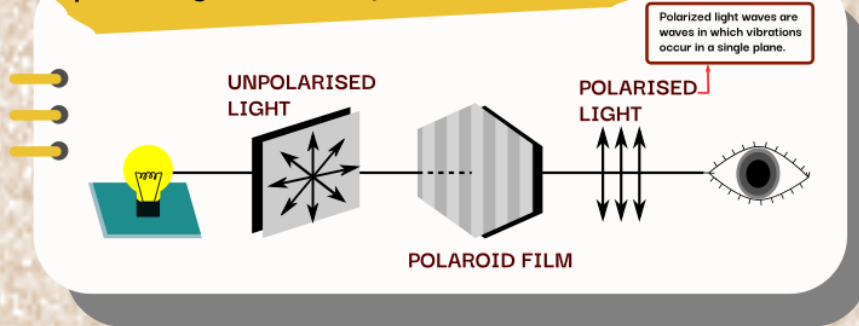 Polarized light waves are
waves in which vibrations
occur in a single plane.
UNPOLARISED
LIGHT
POLARISED
LIGHT
POLAROID FILM